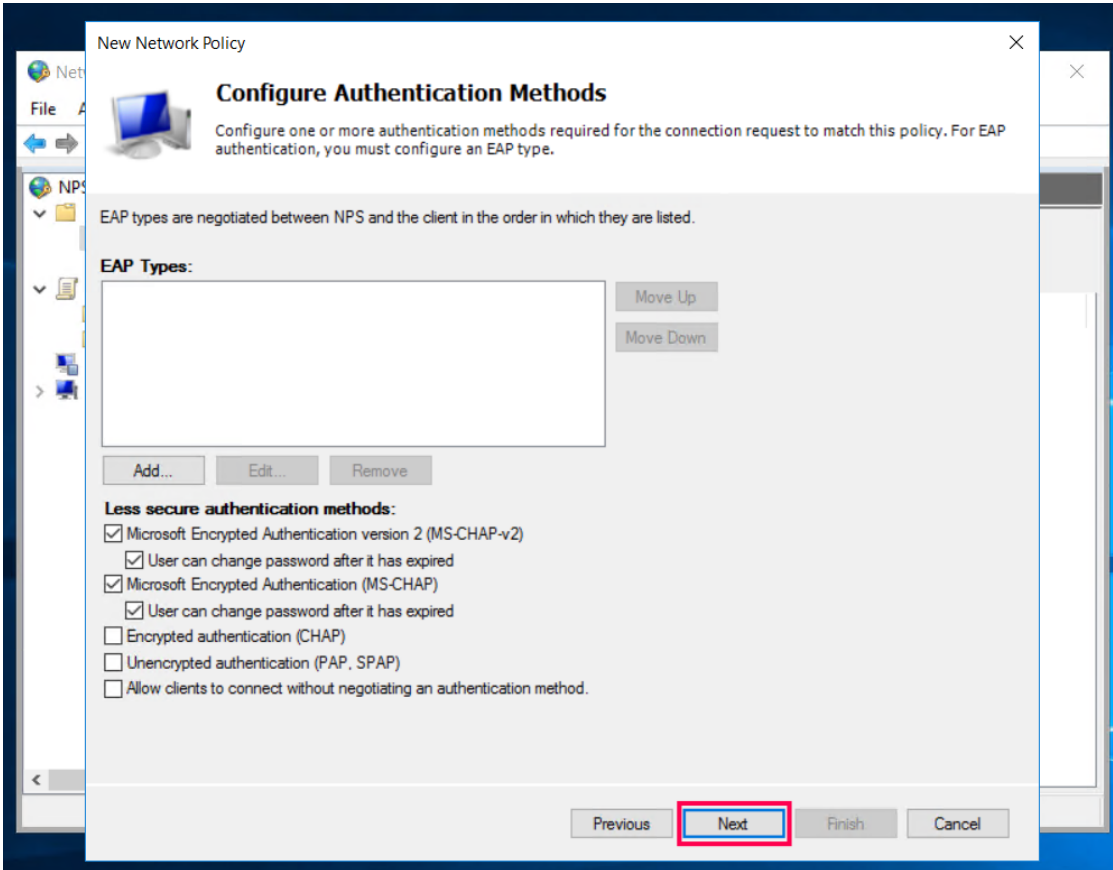 New Network Policy
Configure Authentication Methods
Configure one or more authentication methods required for the connection request to match this policy. For EAP
authentication, you must configure an EAP type.
File
NPS
EAP types are negotiated between NPS and the client in the order in which they are listed.
EAP Types:
Move Up
Move Down
Add...
Edit...
Remove
Less secure authentication methods:
Microsoft Encrypted Authentication version 2 (MS-CHAP-v2)
User can change password after it has expired
Microsoft Encrypted Authentication (MS-CHAP)
User can change password after it has expired
Encrypted authentication (CHAP)
Unencrypted authentication (PAP, SPAP)
Allow clients to connect without negotiating an authentication method.
Previous
Next
Finish
Cancel